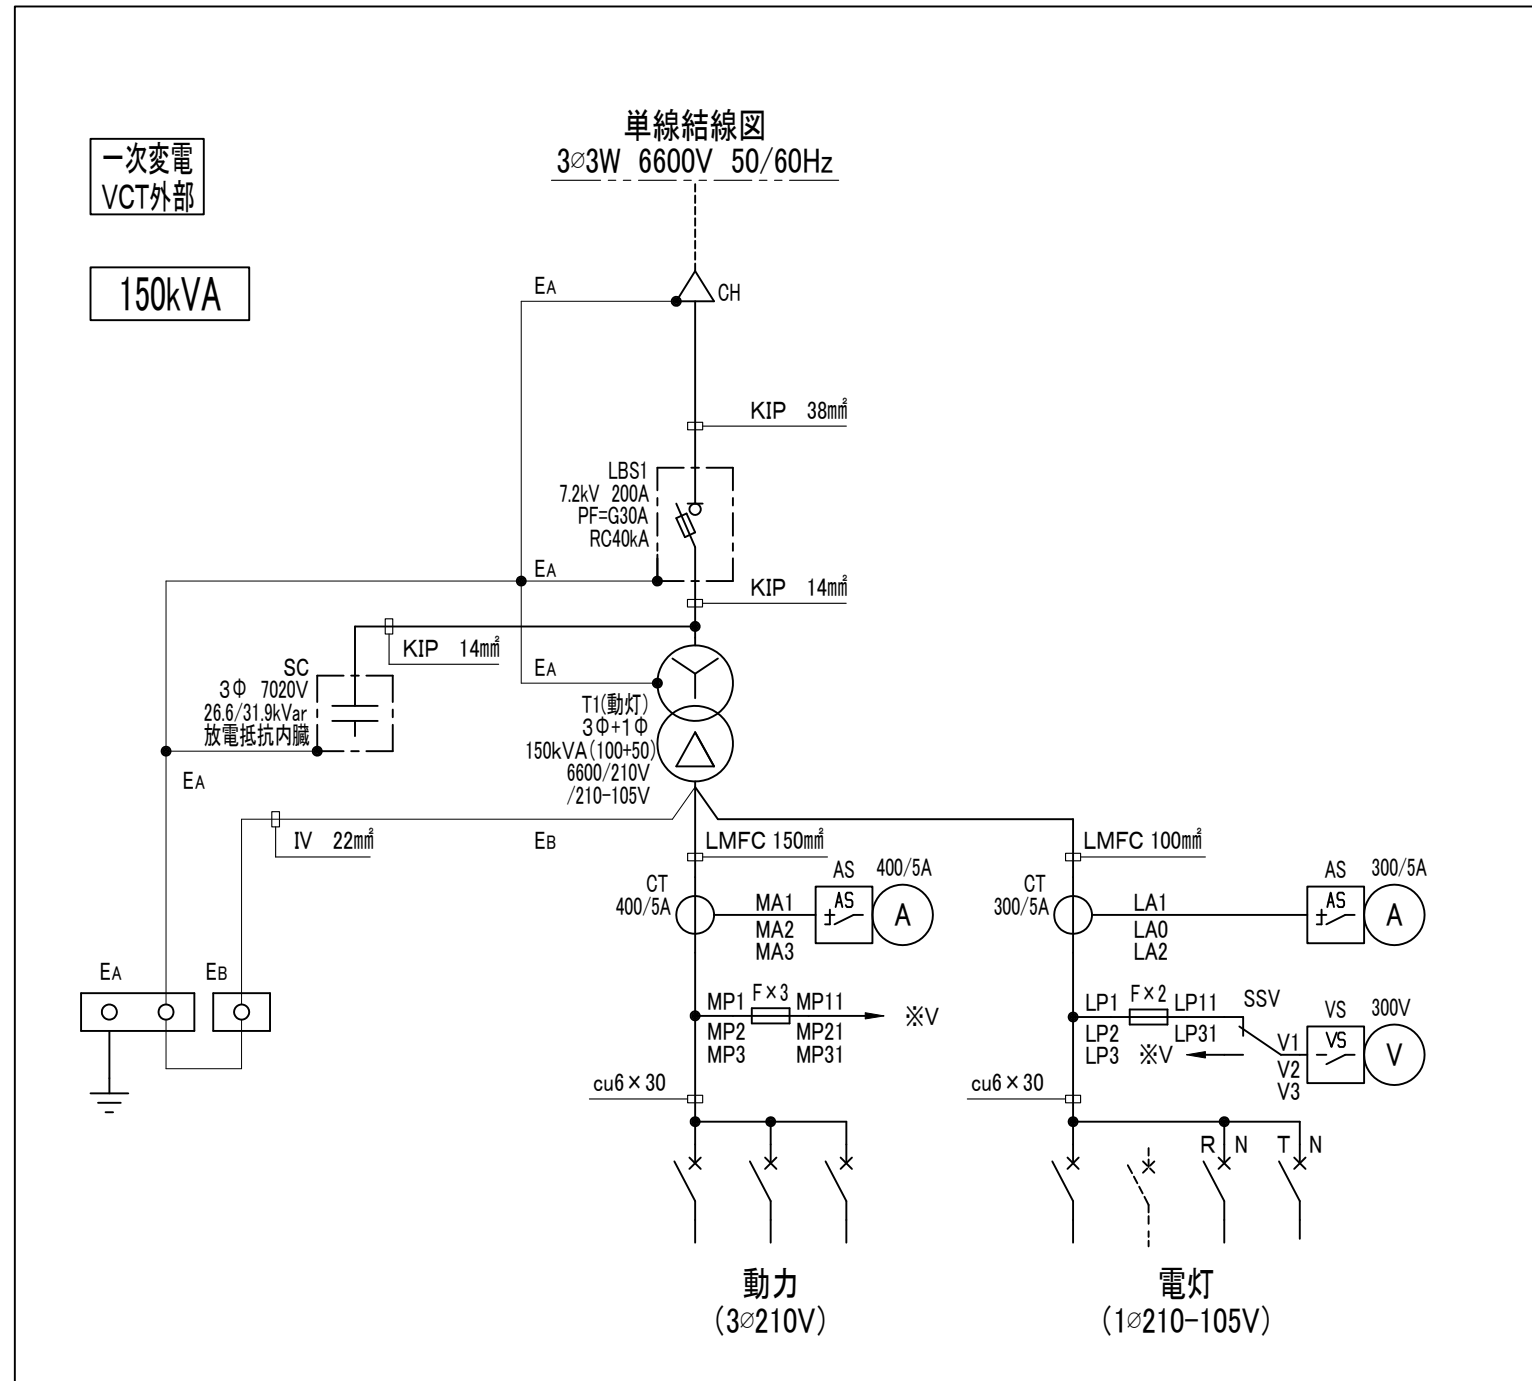 単線結線図
3∅3W 6600V 50/60Hz
一次変電
VCT外部
150kVA
EA
CH
KIP 38mm²
LBS1
7.2kV 200A
PF=G30A
RC40kA
EA
KIP 14mm²
KIP 14mm²
EA
SC
3Φ 7020V
26.6/31.9kVar
放電抵抗内臓
EA
T1(動灯)
3Φ+1Φ
150kVA(100+50)
6600/210V
/210-105V
IV 22mm²
EB
LMFC 150mm²
LMFC 100mm²
CT
400/5A
MA1
MA2
MA3
AS
AS
400/5A
A
CT
300/5A
LA1
LA0
LA2
AS
AS
300/5A
A
EA
EB
MP1
MP2
MP3
F×3
MP11
MP21
MP31
※V
LP1
LP2
LP3
F×2
LP11
LP31
※V
SSV
V1
V2
V3
VS
VS
300V
V
cu6×30
cu6×30
R N
T N
動力
(3∅210V)
電灯
(1∅210-105V)